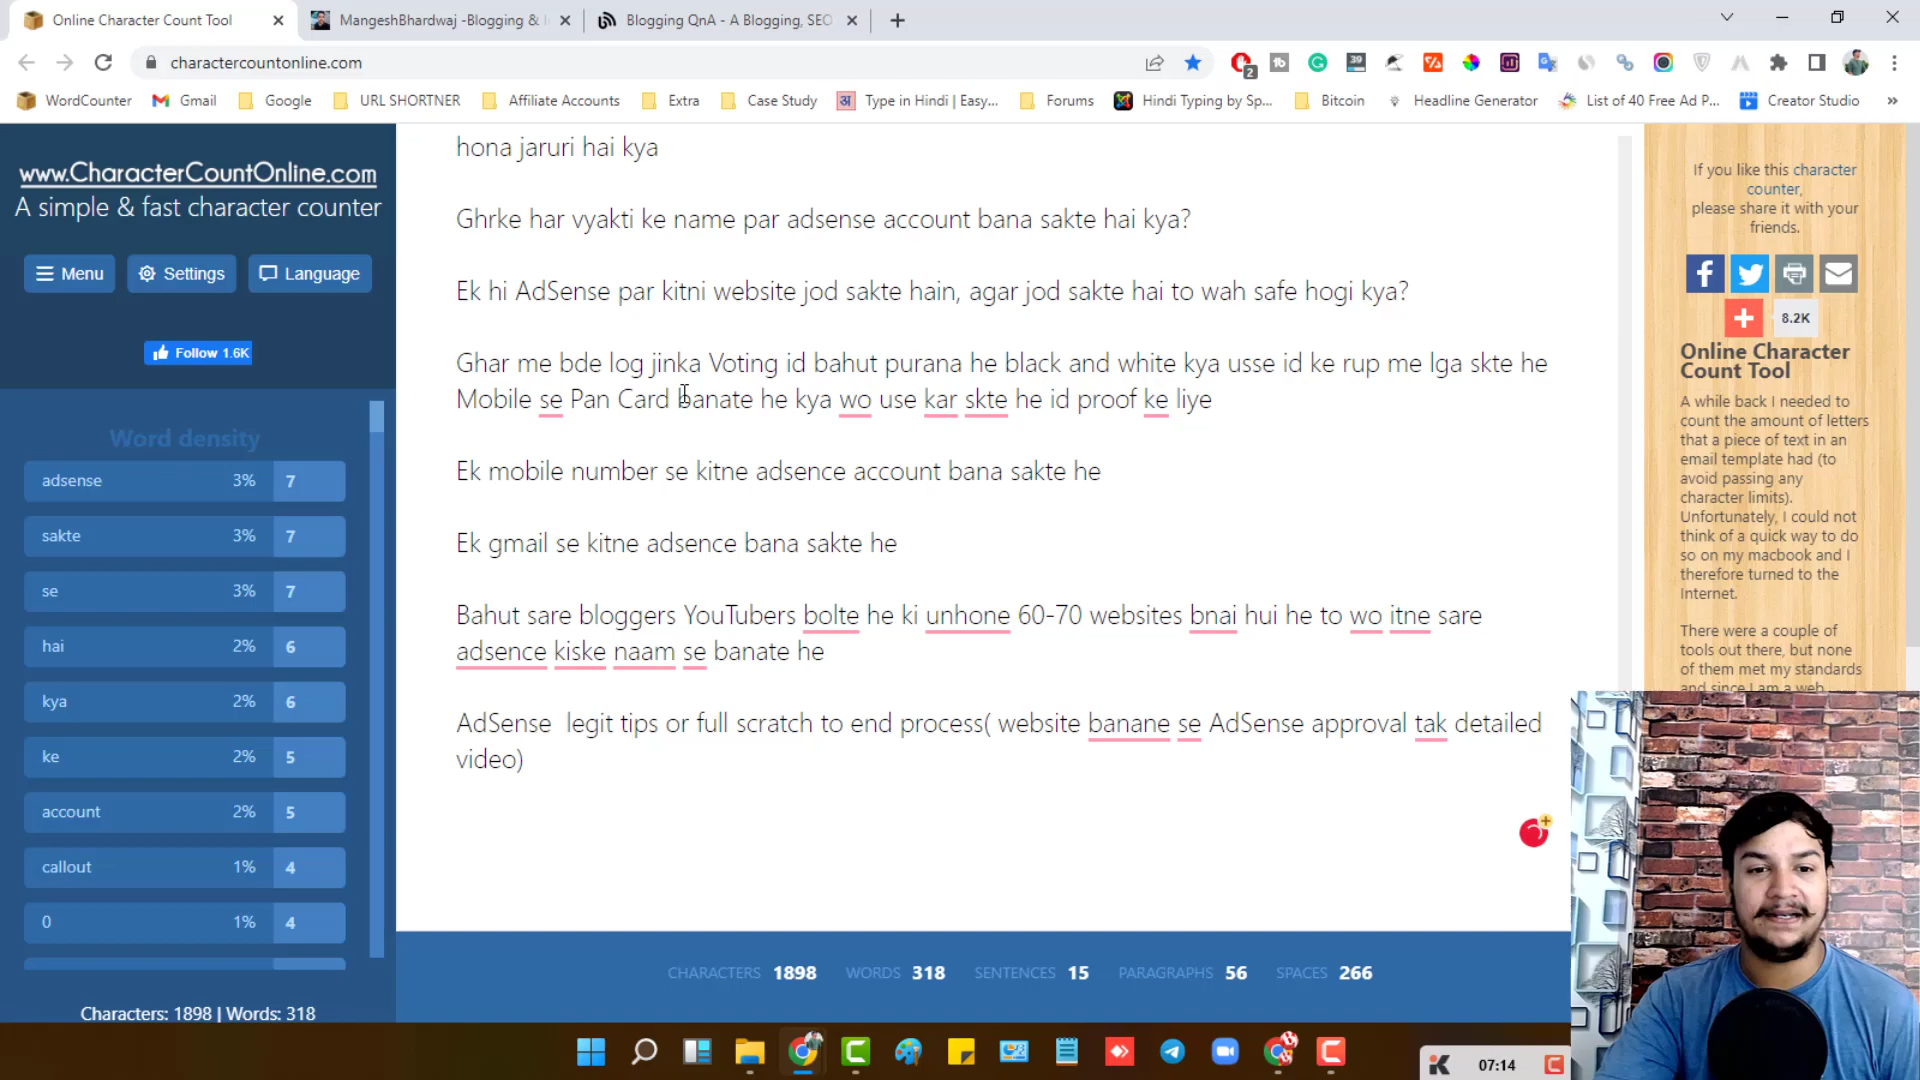 Online Character Count Tool
MangeshBhardwaj -Blogging &
Blogging QnA - A Blogging, SEO
charactercountonline.com
2
39
WordCounter
Gmail
Google
URL SHORTNER
Affiliate Accounts
Extra
Case Study
Type in Hindi | Easy...
Forums
Hindi Typing by Sp...
Bitcoin
Headline Generator
List of 40 Free Ad P...
Creator Studio
www.CharacterCountOnline.com
A simple & fast character counter
Menu
Settings
Language
Follow 1.6K
Word density
adsense 3% 7
sakte 3% 7
se 3% 7
hai 2% 6
kya 2% 6
ke 2% 5
account 2% 5
callout 1% 4
0 1% 4
Characters: 1898 | Words: 318
hona jaruri hai kya
Ghrke har vyakti ke name par adsense account bana sakte hai kya?
Ek hi AdSense par kitni website jod sakte hain, agar jod sakte hai to wah safe hogi kya?
Ghar me bde log jinka Voting id bahut purana he black and white kya usse id ke rup me lga skte he
Mobile se Pan Card banate he kya wo use kar skte he id proof ke liye
Ek mobile number se kitne adsence account bana sakte he
Ek gmail se kitne adsence bana sakte he
Bahut sare bloggers YouTubers bolte he ki unhone 60-70 websites bnai hui he to wo itne sare
adsence kiske naam se banate he
AdSense  legit tips or full scratch to end process( website banane se AdSense approval tak detailed
video)
CHARACTERS 1898 WORDS 318 SENTENCES 15 PARAGRAPHS 56 SPACES 266
If you like this character
counter,
please share it with your
friends.
8.2K
Online Character
Count Tool
A while back I needed to
count the amount of letters
that a piece of text in an
email template had (to
avoid passing any
character limits).
Unfortunately, I could not
think of a quick way to do
so on my macbook and I
therefore turned to the
Internet.
There were a couple of
tools out there, but none
of them met my standards
and since I am a web
07:14